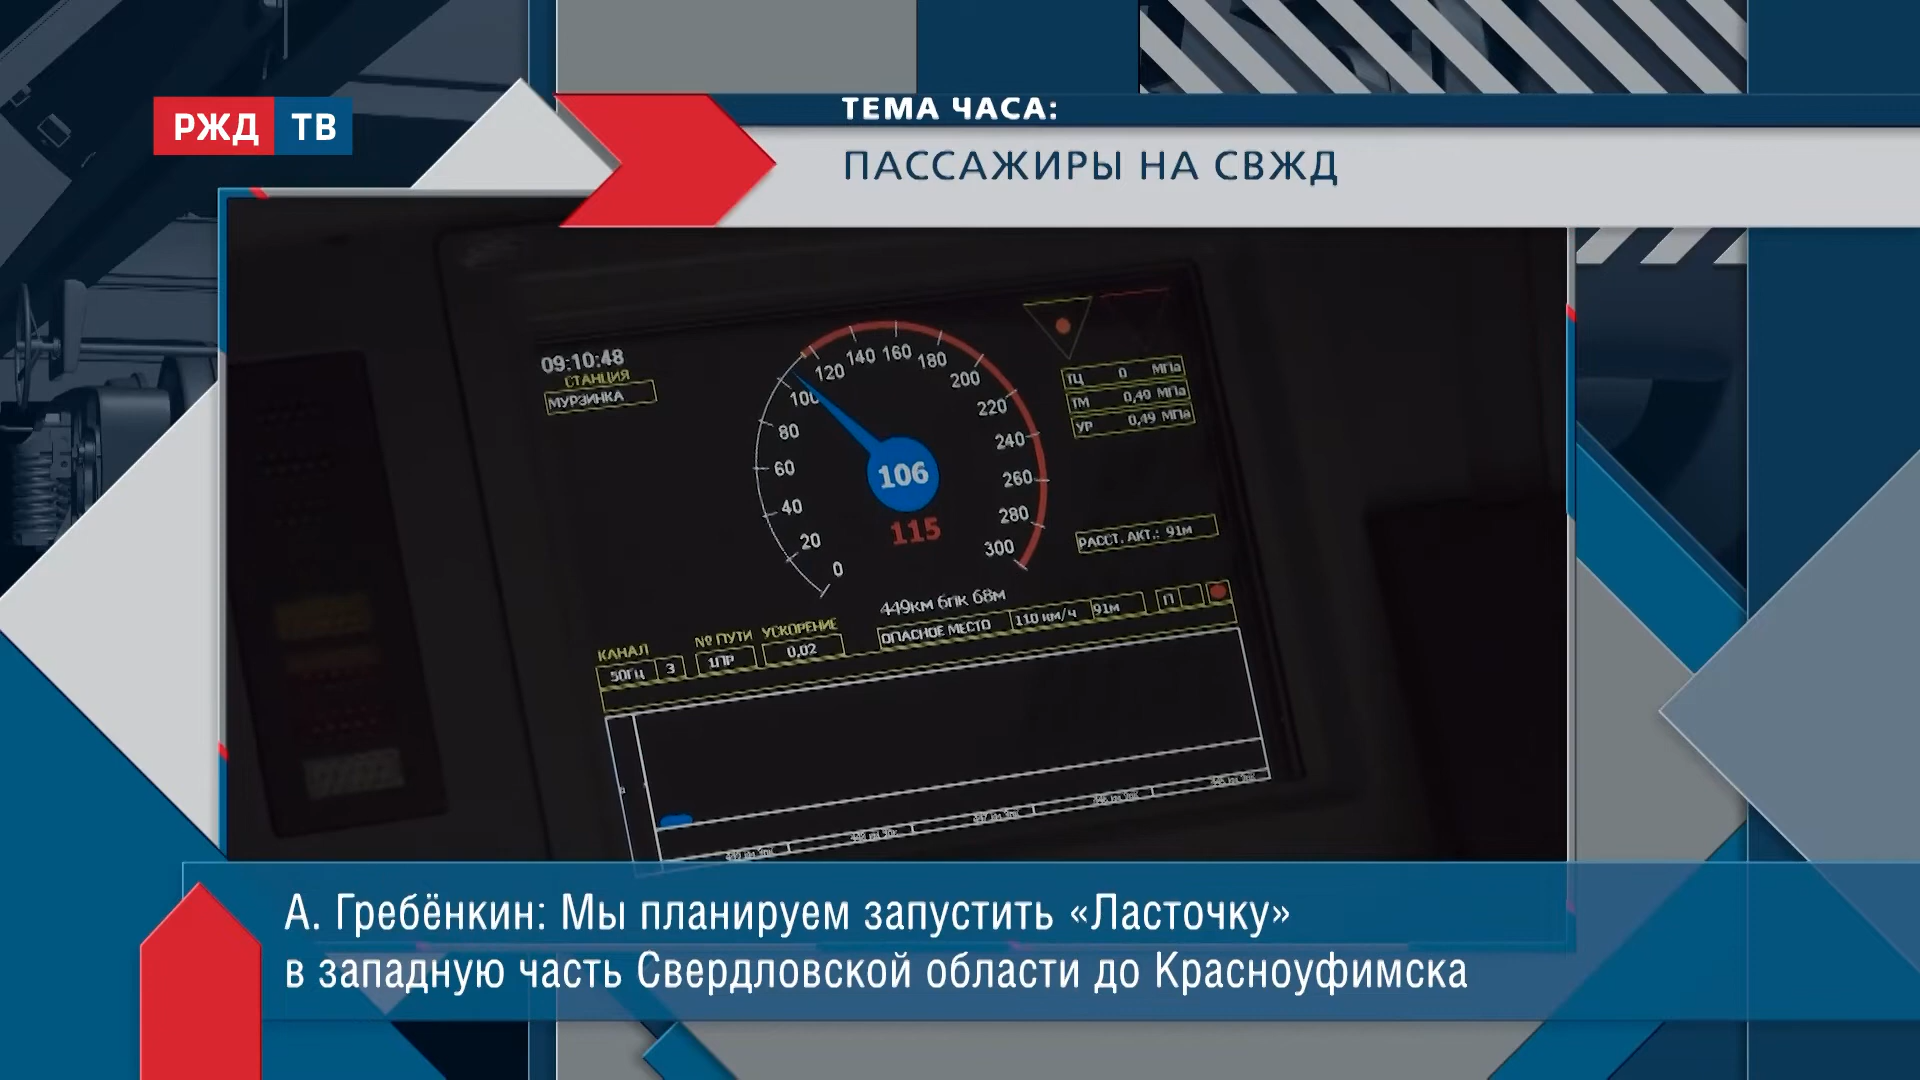 РЖД ТВ
ТЕМА ЧАСА:
ПАССАЖИРЫ НА СВЖД
09:10:48
СТАНЦИЯ
МУРЗИНКА
0
20
40
60
80
100
120
140
160
180
200
220
240
260
280
300
106
115
ТЦ 0 МПа
ТМ 0,49 МПа
УР 0,49 МПа
РАССТ. АКТ.: 91м
449км 6пк 68м
ОПАСНОЕ МЕСТО 110 км/ч 91м П
КАНАЛ № ПУТИ УСКОРЕНИЕ
50Гц 3 1ПР 0,02
А. Гребёнкин: Мы планируем запустить «Ласточку»
в западную часть Свердловской области до Красноуфимска